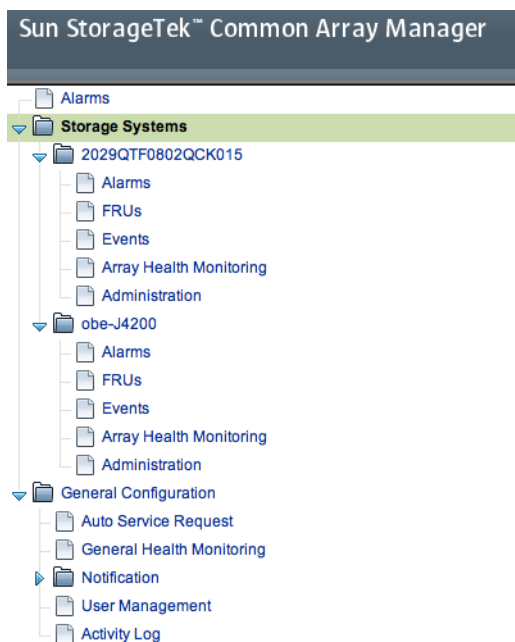 Sun StorageTek™ Common Array Manager
Alarms
Storage Systems
2029QTF0802QCK015
Alarms
FRUs
Events
Array Health Monitoring
Administration
obe-J4200
Alarms
FRUs
Events
Array Health Monitoring
Administration
General Configuration
Auto Service Request
General Health Monitoring
Notification
User Management
Activity Log